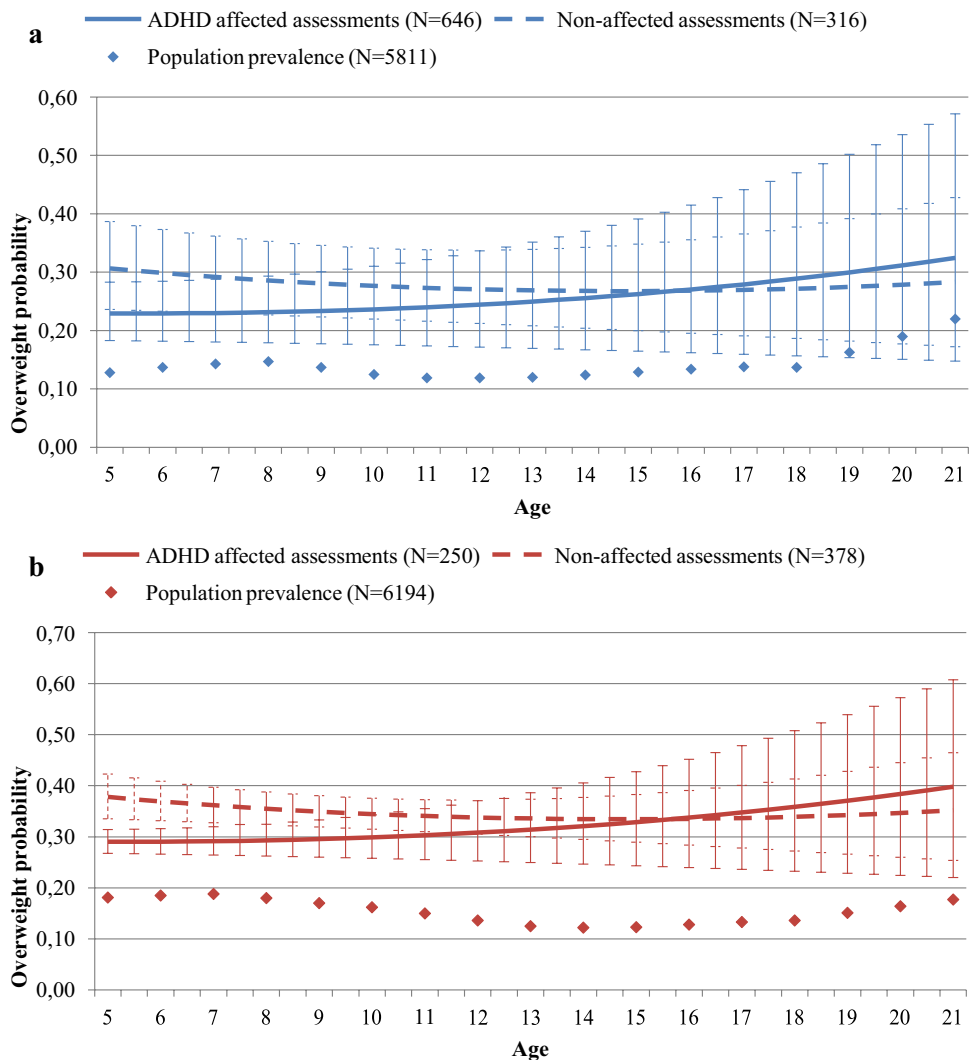 a
ADHD affected assessments (N=646) Non-affected assessments (N=316)
Population prevalence (N=5811)
0,60
0,50
0,40
0,30
0,20
0,10
0,00
Overweight probability
5 6 7 8 9 10 11 12 13 14 15 16 17 18 19 20 21
Age
b
ADHD affected assessments (N=250) Non-affected assessments (N=378)
Population prevalence (N=6194)
0,70
0,60
0,50
0,40
0,30
0,20
0,10
0,00
Overweight probability
5 6 7 8 9 10 11 12 13 14 15 16 17 18 19 20 21
Age